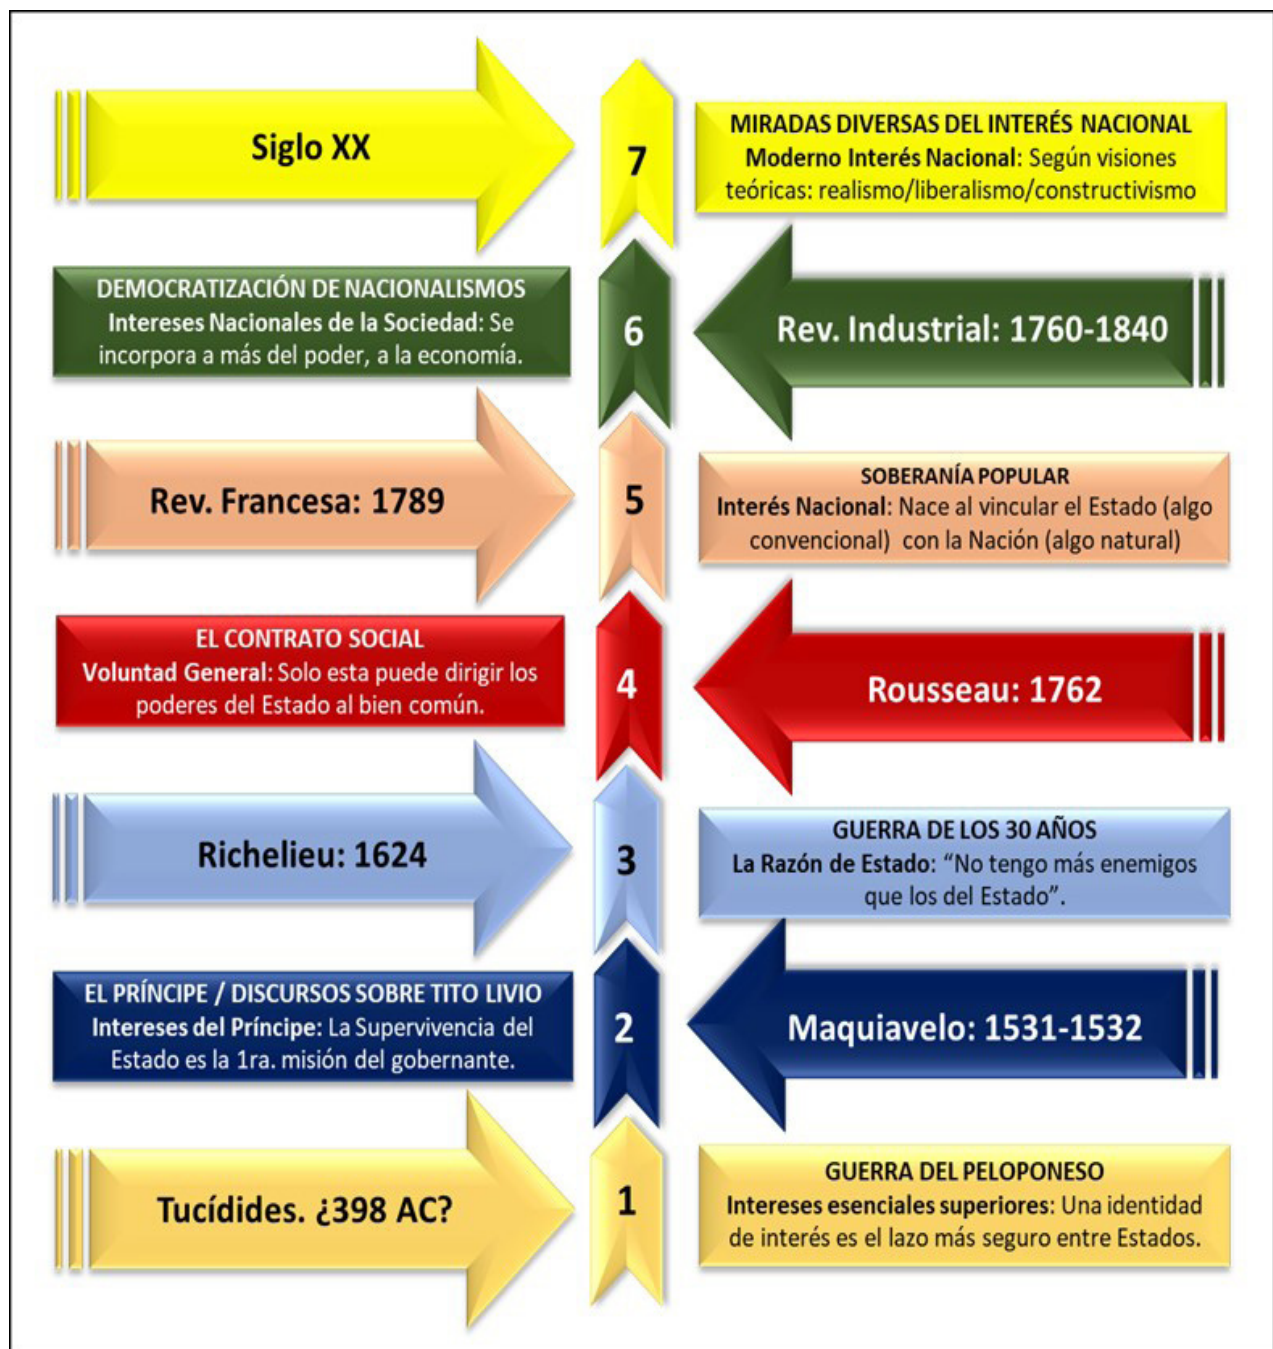 Siglo XX
7
MIRADAS DIVERSAS DEL INTERÉS NACIONAL
Moderno Interés Nacional: Según visiones
teóricas: realismo/liberalismo/constructivismo
DEMOCRATIZACIÓN DE NACIONALISMOS
Intereses Nacionales de la Sociedad: Se
incorpora a más del poder, a la economía.
6
Rev. Industrial: 1760-1840
Rev. Francesa: 1789
5
SOBERANÍA POPULAR
Interés Nacional: Nace al vincular el Estado (algo
convencional) con la Nación (algo natural)
EL CONTRATO SOCIAL
Voluntad General: Solo esta puede dirigir los
poderes del Estado al bien común.
4
Rousseau: 1762
Richelieu: 1624
3
GUERRA DE LOS 30 AÑOS
La Razón de Estado: “No tengo más enemigos
que los del Estado”.
EL PRÍNCIPE / DISCURSOS SOBRE TITO LIVIO
Intereses del Príncipe: La Supervivencia del
Estado es la 1ra. misión del gobernante.
2
Maquiavelo: 1531-1532
Tucídides. ¿398 AC?
1
GUERRA DEL PELOPONESO
Intereses esenciales superiores: Una identidad
de interés es el lazo más seguro entre Estados.